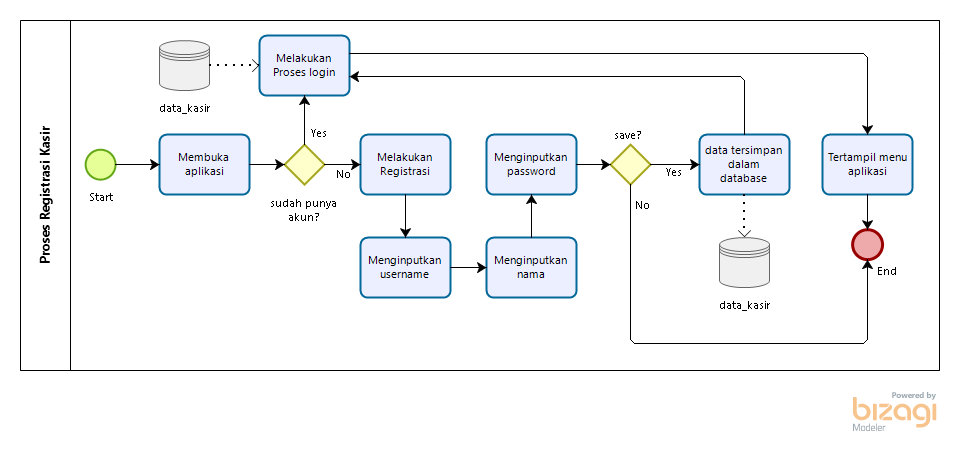 Proses Registrasi Kasir
data_kasir
Melakukan
Proses login
Yes
Start
Membuka
aplikasi
sudah punya
akun?
No
Melakukan
Registrasi
Menginputkan
username
Menginputkan
nama
Menginputkan
password
save?
Yes
No
data tersimpan
dalam
database
data_kasir
Tertampil menu
aplikasi
End
Powered by
bizagi
Modeler